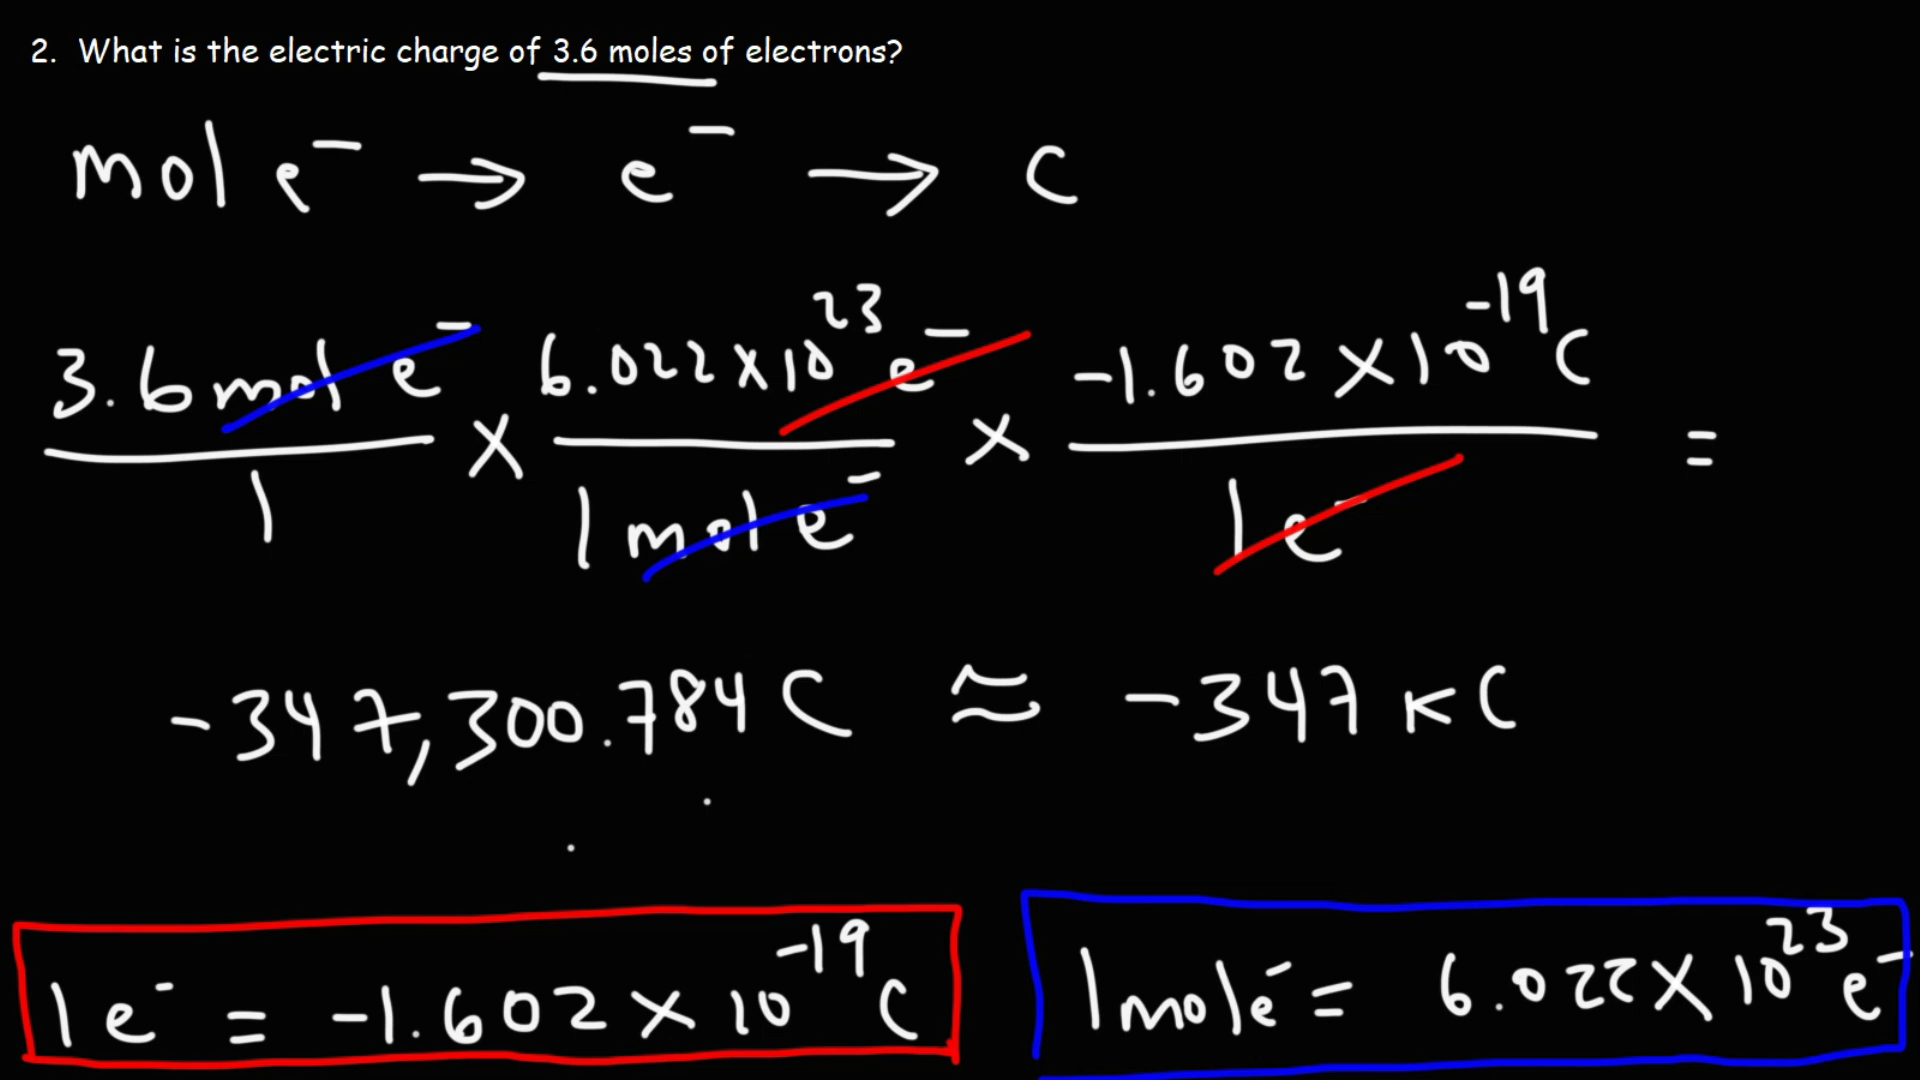 2. What is the electric charge of 3.6 moles of electrons?
mol e⁻ → e⁻ → C
3.6 mol e⁻ / 1 × 6.022 × 10²³ e⁻ / 1 mol e⁻ × -1.602 × 10⁻¹⁹ C / 1 e⁻ =
-347,300.784 C ≈ -347 kC
1 e⁻ = -1.602 × 10⁻¹⁹ C
1 mol e⁻ = 6.022 × 10²³ e⁻